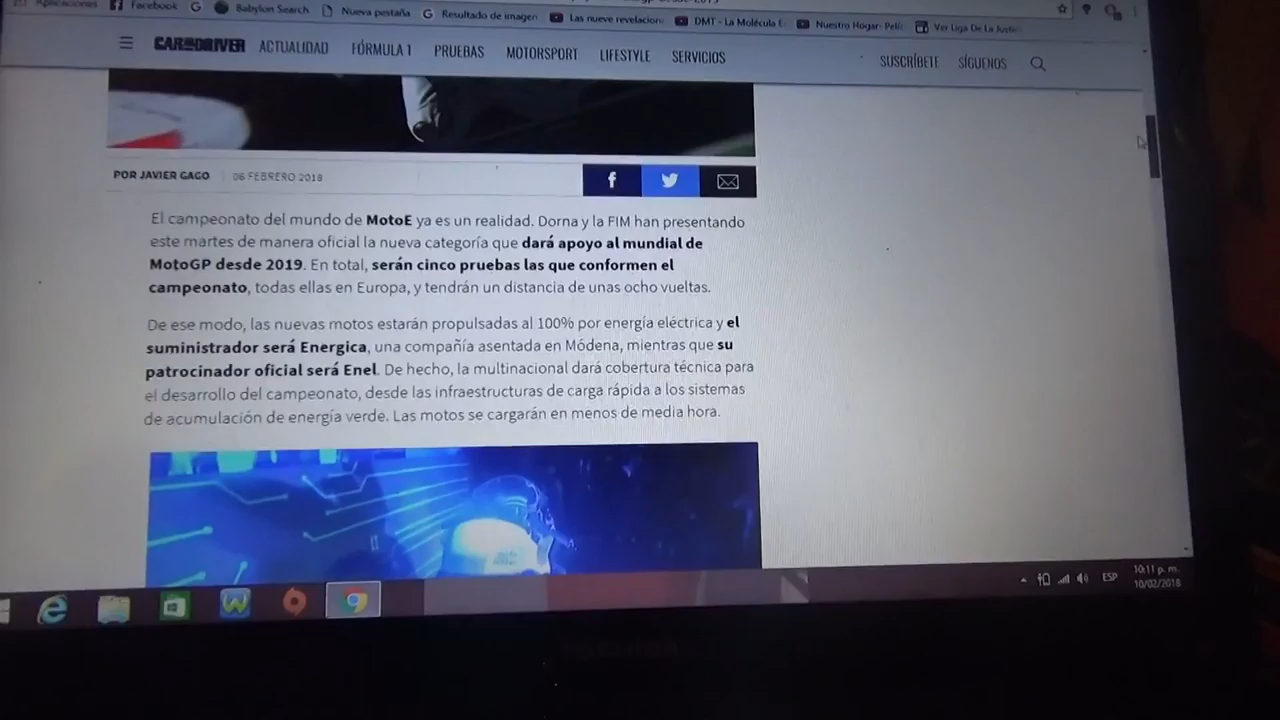 Aplicaciones Facebook Babylon Search Nueva pestaña Resultado de imagen Las nueve revelacion DMT - La Molécula Nuestro Hogar: Pelíc Ver Liga De La Justic
CAR AND DRIVER ACTUALIDAD FÓRMULA 1 PRUEBAS MOTORSPORT LIFESTYLE SERVICIOS SUSCRÍBETE SÍGUENOS
POR JAVIER GAGO 06 FEBRERO 2018
El campeonato del mundo de MotoE ya es un realidad. Dorna y la FIM han presentando
este martes de manera oficial la nueva categoría que dará apoyo al mundial de
MotoGP desde 2019. En total, serán cinco pruebas las que conformen el
campeonato, todas ellas en Europa, y tendrán un distancia de unas ocho vueltas.
De ese modo, las nuevas motos estarán propulsadas al 100% por energía eléctrica y el
suministrador será Energica, una compañía asentada en Módena, mientras que su
patrocinador oficial será Enel. De hecho, la multinacional dará cobertura técnica para
el desarrollo del campeonato, desde las infraestructuras de carga rápida a los sistemas
de acumulación de energía verde. Las motos se cargarán en menos de media hora.
ESP 10:11 p. m.
10/02/2018